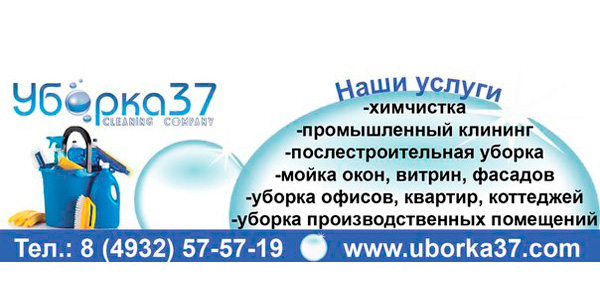 Уборка37
CLEANING COMPANY
Наши услуги
-химчистка
-промышленный клининг
-послестроительная уборка
-мойка окон, витрин, фасадов
-уборка офисов, квартир, коттеджей
-уборка производственных помещений
Тел.: 8 (4932) 57-57-19 www.uborka37.com